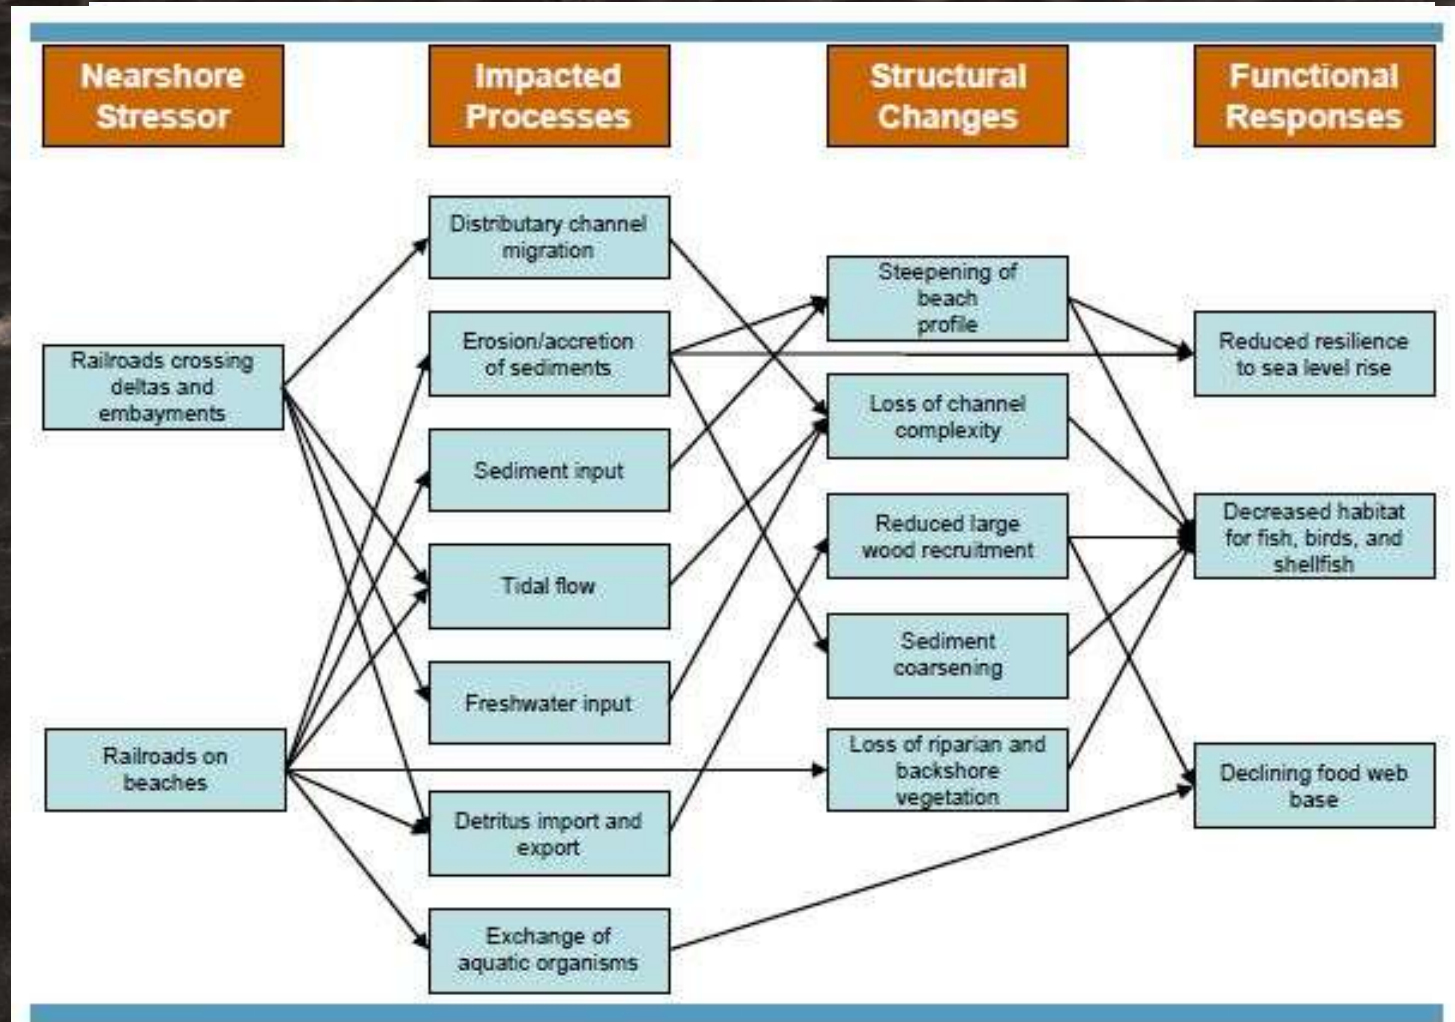 Nearshore
Stressor
Impacted
Processes
Structural
Changes
Functional
Responses
Railroads crossing
deltas and
embayments
Railroads on
beaches
Distributary channel
migration
Erosion/accretion
of sediments
Sediment input
Tidal flow
Freshwater input
Detritus import and
export
Exchange of
aquatic organisms
Steepening of
beach
profile
Loss of channel
complexity
Reduced large
wood recruitment
Sediment
coarsening
Loss of riparian and
backshore
vegetation
Reduced resilience
to sea level rise
Decreased habitat
for fish, birds, and
shellfish
Declining food web
base